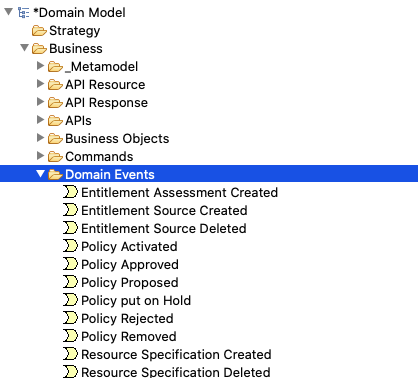 *Domain Model
Strategy
Business
_Metamodel
API Resource
API Response
APIs
Business Objects
Commands
Domain Events
Entitlement Assessment Created
Entitlement Source Created
Entitlement Source Deleted
Policy Activated
Policy Approved
Policy Proposed
Policy put on Hold
Policy Rejected
Policy Removed
Resource Specification Created
Resource Specification Deleted